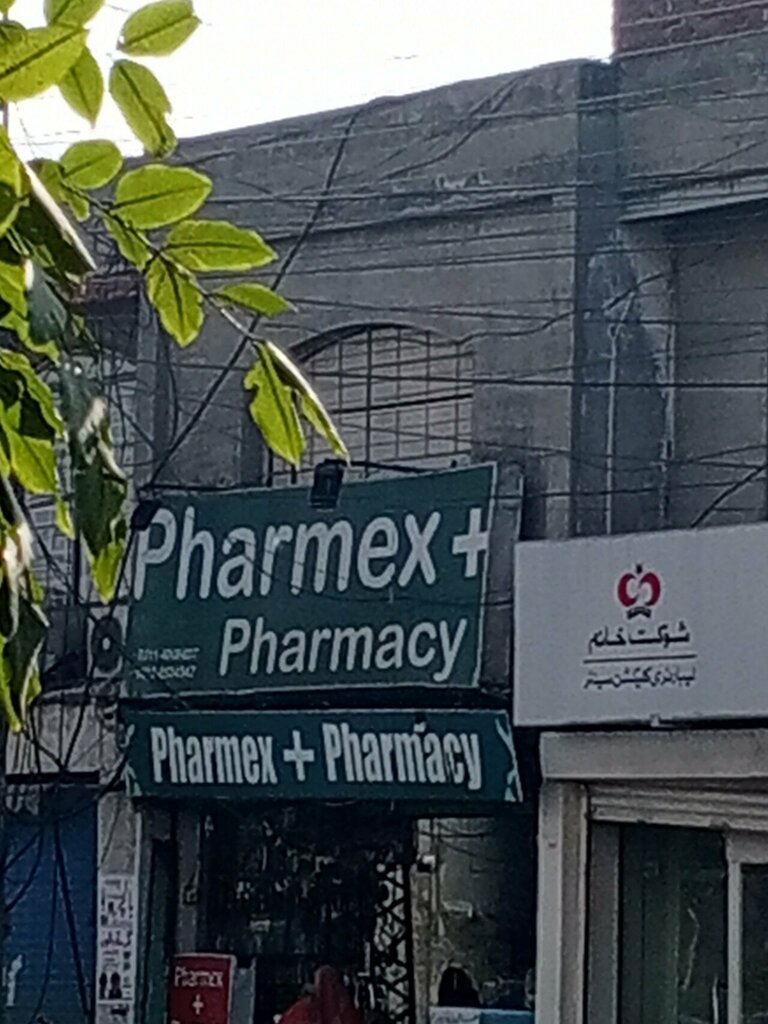 Pharmex+
Pharmacy
Pharmex + Pharmacy
شوکت خانم
لیبارٹری کلیکشن سینٹر
Pharmex
+